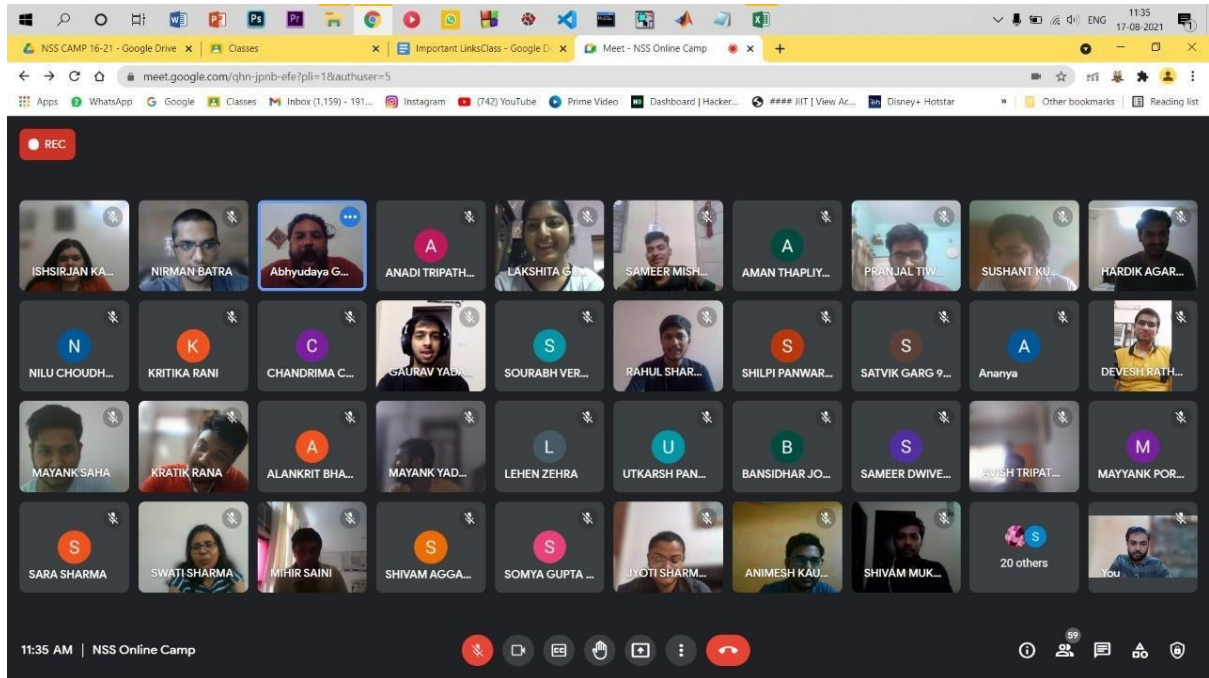 11:35
ENG
17-08-2021
1
NSS CAMP 16-21 - Google Drive
Classes
Important LinksClass - Google D
Meet - NSS Online Camp
meet.google.com/qhn-jpnb-efe?pli=1&authuser=5
Apps WhatsApp Google Classes Inbox (1,159) - 191... Instagram (742) YouTube Prime Video Dashboard | Hacker... #### JIIT | View Ac... Disney+ Hotstar » Other bookmarks Reading list
REC
ISHSIRJAN KA... NIRMAN BATRA Abhyudaya G... A ANADI TRIPATH... LAKSHITA SAMEER MISH... A AMAN THAPLIY... PRANJAL TIW... SUSHANT KU... HARDIK AGAR...
N NILU CHOUDH... K KRITIKA RANI C CHANDRIMA C... GAURAV YADA... S SOURABH VER... RAHUL SHAR... S SHILPI PANWAR... S SATVIK GARG 9... A Ananya DEVESH RATH...
MAYANK SAHA KRATIK RANA A ALANKRIT BHA... MAYANK YAD... L LEHEN ZEHRA U UTKARSH PAN... B BANSIDHAR JO... S SAMEER DWIVE... AVISH TRIPAT... M MAYYANK POR...
S SARA SHARMA SWATI SHARMA MIHIR SAINI S SHIVAM AGGA... S SOMYA GUPTA ... JYOTI SHARM... ANIMESH KAU... SHIVAM MUK... S 20 others You
11:35 AM | NSS Online Camp
59